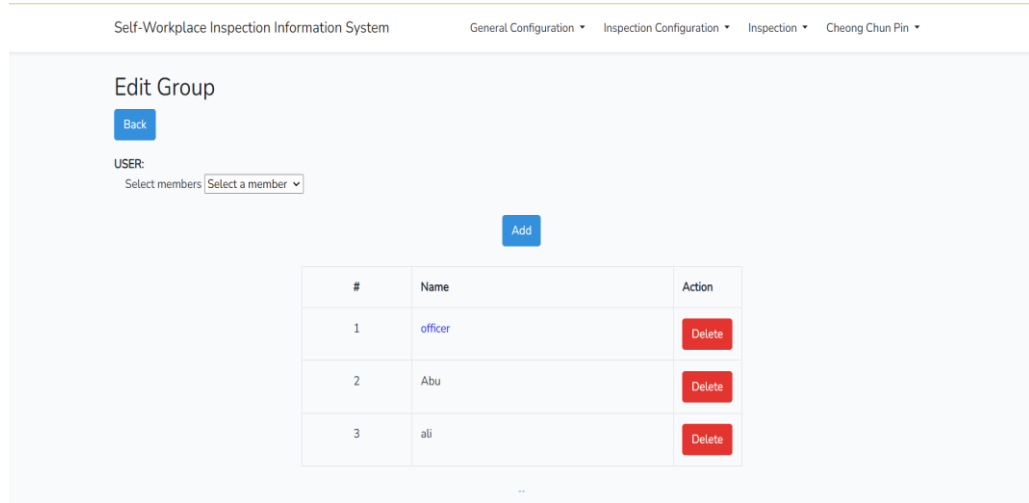 Self-Workplace Inspection Information System General Configuration Inspection Configuration Inspection Cheong Chun Pin
Edit Group
Back
USER:
Select members Select a member
Add
# Name Action
1 officer Delete
2 Abu Delete
3 ali Delete
..